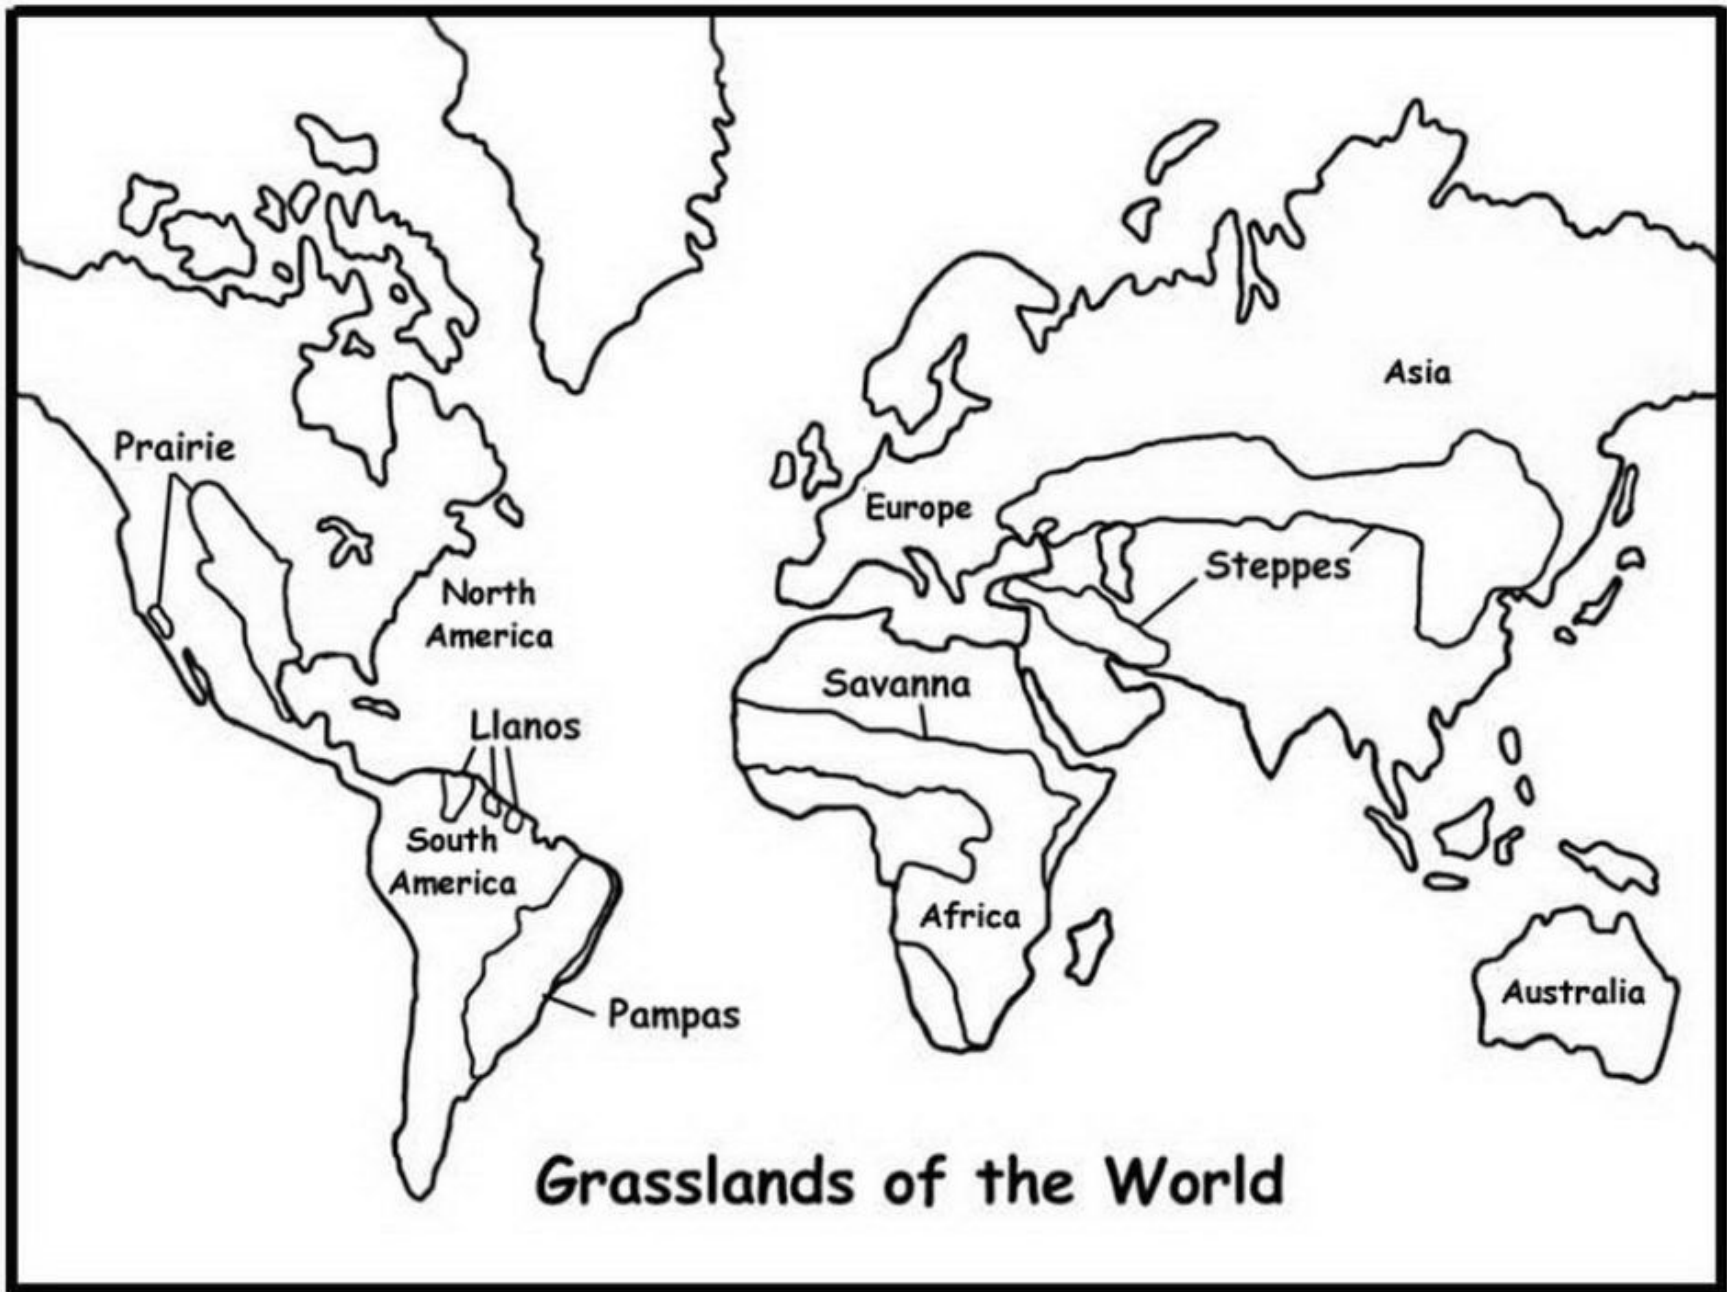 Asia
Prairie
Europe
Steppes
North
America
Savanna
Llanos
South
America
Africa
Australia
Pampas
Grasslands of the World